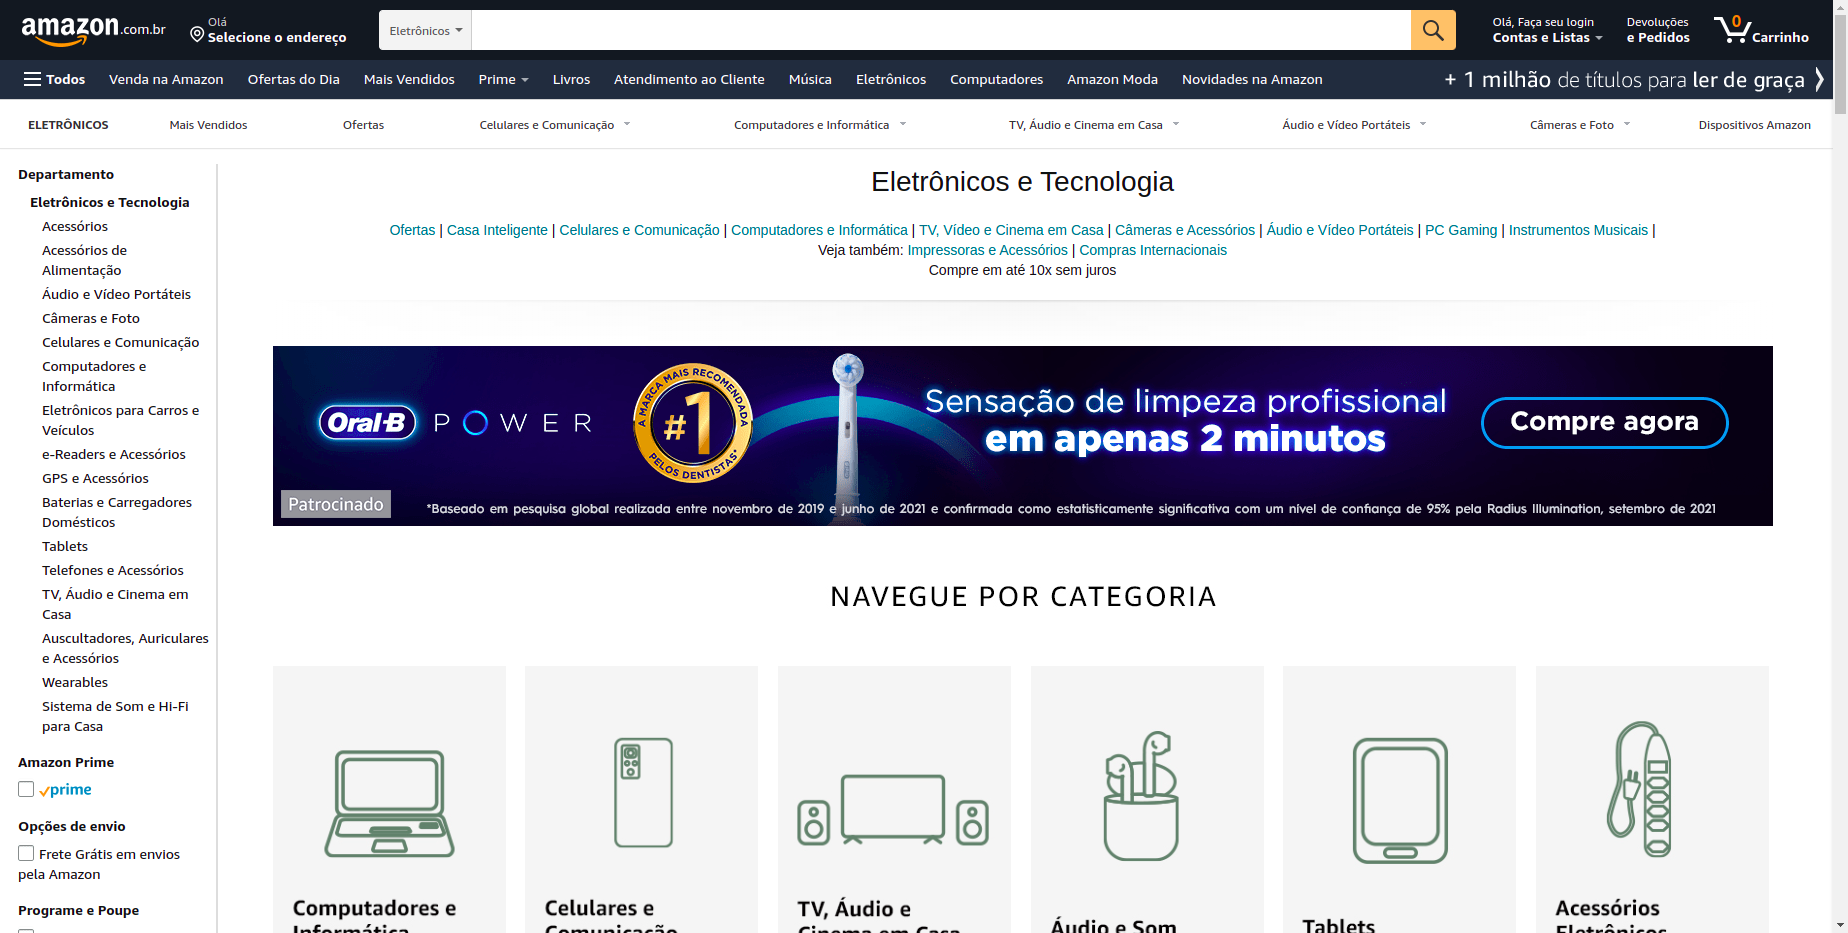 amazon.com.br
Olá
Selecione o endereço
Eletrônicos
Olá, Faça seu login
Contas e Listas
Devoluções
e Pedidos
0
Carrinho
Todos Venda na Amazon Ofertas do Dia Mais Vendidos Prime Livros Atendimento ao Cliente Música Eletrônicos Computadores Amazon Moda Novidades na Amazon + 1 milhão de títulos para ler de graça
ELETRÔNICOS Mais Vendidos Ofertas Celulares e Comunicação Computadores e Informática TV, Áudio e Cinema em Casa Áudio e Vídeo Portáteis Câmeras e Foto Dispositivos Amazon
Departamento
Eletrônicos e Tecnologia
Acessórios
Acessórios de
Alimentação
Áudio e Vídeo Portáteis
Câmeras e Foto
Celulares e Comunicação
Computadores e
Informática
Eletrônicos para Carros e
Veículos
e-Readers e Acessórios
GPS e Acessórios
Baterias e Carregadores
Domésticos
Tablets
Telefones e Acessórios
TV, Áudio e Cinema em
Casa
Auscultadores, Auriculares
e Acessórios
Wearables
Sistema de Som e Hi-Fi
para Casa
Amazon Prime
prime
Opções de envio
Frete Grátis em envios
pela Amazon
Programe e Poupe
Eletrônicos e Tecnologia
Ofertas | Casa Inteligente | Celulares e Comunicação | Computadores e Informática | TV, Vídeo e Cinema em Casa | Câmeras e Acessórios | Áudio e Vídeo Portáteis | PC Gaming | Instrumentos Musicais |
Veja também: Impressoras e Acessórios | Compras Internacionais
Compre em até 10x sem juros
Oral-B POWER
A MARCA MAIS RECOMENDADA
#1
PELOS DENTISTAS*
Sensação de limpeza profissional
em apenas 2 minutos
Compre agora
Patrocinado
*Baseado em pesquisa global realizada entre novembro de 2019 e junho de 2021 e confirmada como estatisticamente significativa com um nível de confiança de 95% pela Radius Illumination, setembro de 2021
NAVEGUE POR CATEGORIA
Computadores e
Informática
Celulares e
Comunicação
TV, Áudio e
Cinema em Casa
Áudio e Som
Tablets
Acessórios
Eletrônicos